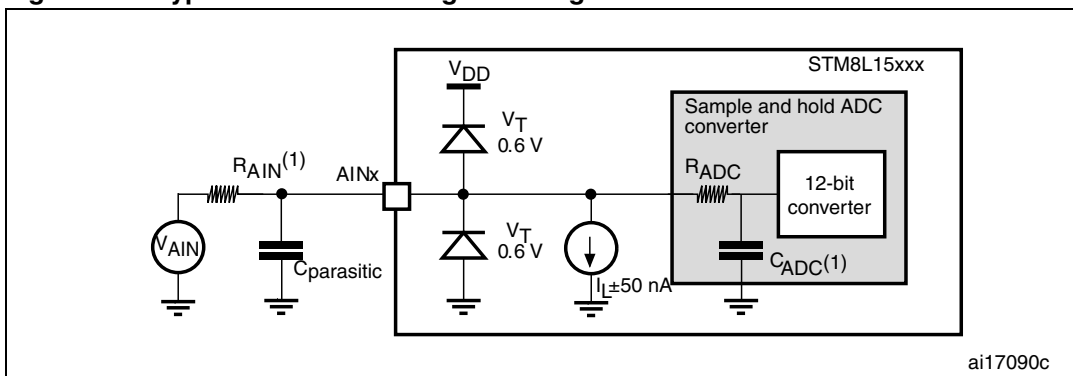 STM8L15xxx
VDD
Sample and hold ADC
converter
VT
0.6 V
RAIN(1)
AINx
RADC
12-bit
converter
VAIN
Cparasitic
VT
0.6 V
IL±50 nA
CADC(1)
ai17090c